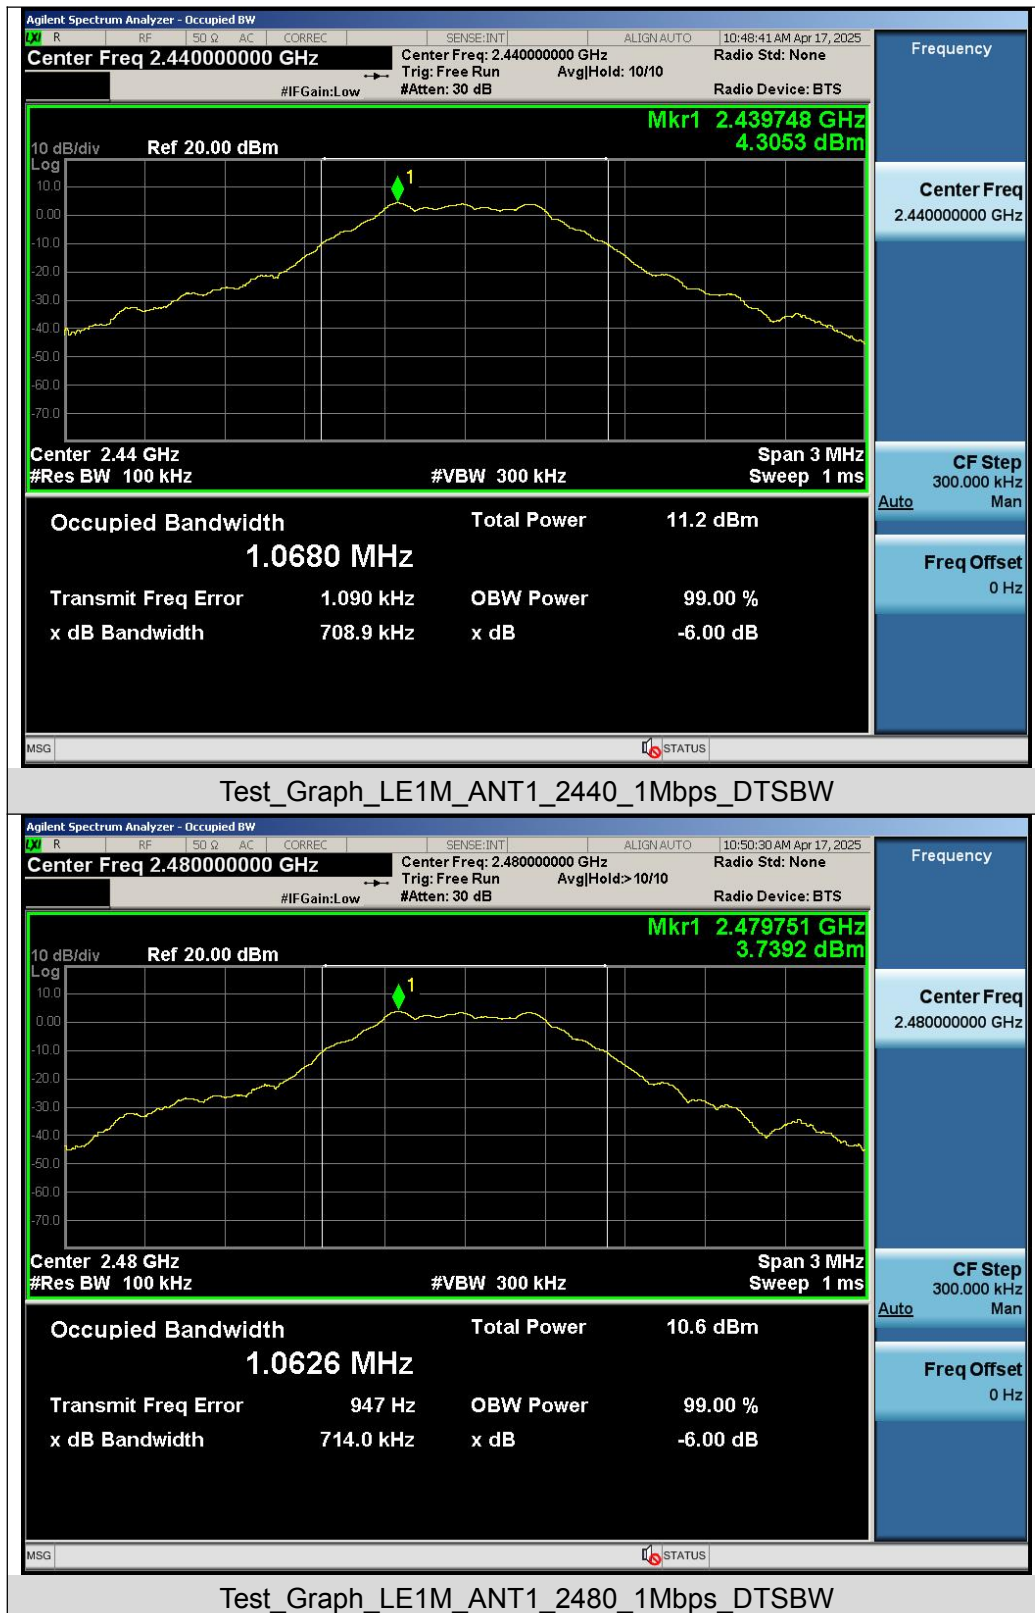 Agilent Spectrum Analyzer - Occupied BW
LXI R RF 50 Ω AC CORREC SENSE:INT ALIGN AUTO 10:48:41 AM Apr 17, 2025
Center Freq 2.440000000 GHz
Center Freq: 2.440000000 GHz
Radio Std: None
Trig: Free Run Avg|Hold: 10/10
#IFGain:Low #Atten: 30 dB Radio Device: BTS
Frequency
Mkr1 2.439748 GHz
4.3053 dBm
10 dB/div Ref 20.00 dBm
Log
10.0
0.00
-10.0
-20.0
-30.0
-40.0
-50.0
-60.0
-70.0
1
Center 2.44 GHz Span 3 MHz
#Res BW 100 kHz #VBW 300 kHz Sweep 1 ms
Center Freq
2.440000000 GHz
CF Step
300.000 kHz
Auto Man
Freq Offset
0 Hz
Occupied Bandwidth Total Power 11.2 dBm
1.0680 MHz
Transmit Freq Error 1.090 kHz OBW Power 99.00 %
x dB Bandwidth 708.9 kHz x dB -6.00 dB
MSG STATUS
Test_Graph_LE1M_ANT1_2440_1Mbps_DTSBW
Agilent Spectrum Analyzer - Occupied BW
LXI R RF 50 Ω AC CORREC SENSE:INT ALIGN AUTO 10:50:30 AM Apr 17, 2025
Center Freq 2.480000000 GHz
Center Freq: 2.480000000 GHz
Radio Std: None
Trig: Free Run Avg|Hold:>10/10
#IFGain:Low #Atten: 30 dB Radio Device: BTS
Frequency
Mkr1 2.479751 GHz
3.7392 dBm
10 dB/div Ref 20.00 dBm
Log
10.0
0.00
-10.0
-20.0
-30.0
-40.0
-50.0
-60.0
-70.0
1
Center 2.48 GHz Span 3 MHz
#Res BW 100 kHz #VBW 300 kHz Sweep 1 ms
Center Freq
2.480000000 GHz
CF Step
300.000 kHz
Auto Man
Freq Offset
0 Hz
Occupied Bandwidth Total Power 10.6 dBm
1.0626 MHz
Transmit Freq Error 947 Hz OBW Power 99.00 %
x dB Bandwidth 714.0 kHz x dB -6.00 dB
MSG STATUS
Test_Graph_LE1M_ANT1_2480_1Mbps_DTSBW